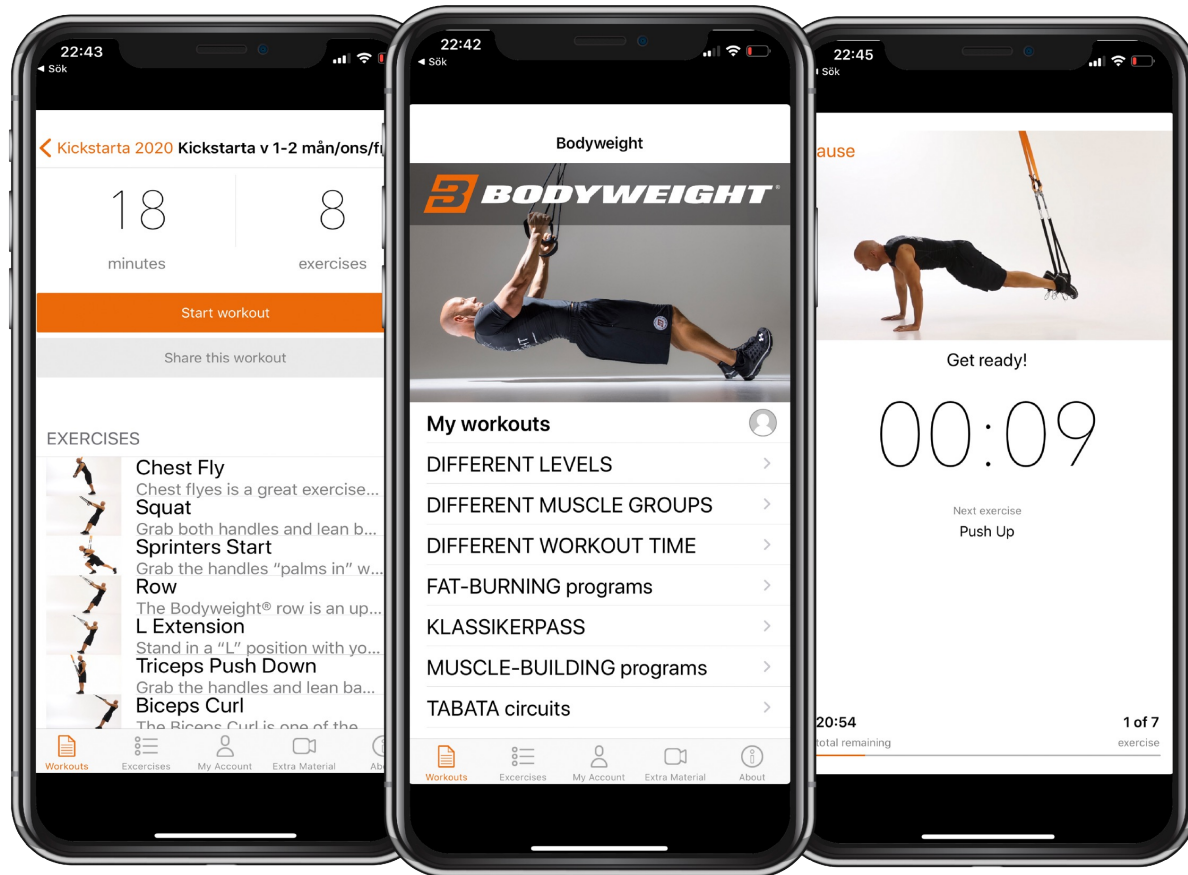 22:43
◀ Sök
Kickstarta 2020 Kickstarta v 1-2 mån/ons/
18
minutes
8
exercises
Start workout
Share this workout
EXERCISES
Chest Fly
Chest flyes is a great exercise...
Squat
Grab both handles and lean b...
Sprinters Start
Grab the handles “palms in” w...
Row
The Bodyweight® row is an up...
L Extension
Stand in a “L” position with yo...
Triceps Push Down
Grab the handles and lean ba...
Biceps Curl
The Biceps Curl is one of the
Workouts
Excercises
My Account
Extra Material
22:42
◀ Sök
Bodyweight
B BODYWEIGHT®
My workouts
DIFFERENT LEVELS
DIFFERENT MUSCLE GROUPS
DIFFERENT WORKOUT TIME
FAT-BURNING programs
KLASSIKERPASS
MUSCLE-BUILDING programs
TABATA circuits
Workouts
Excercises
My Account
Extra Material
About
22:45
Sök
ause
Get ready!
00:09
Next exercise
Push Up
20:54
total remaining
1 of 7
exercise